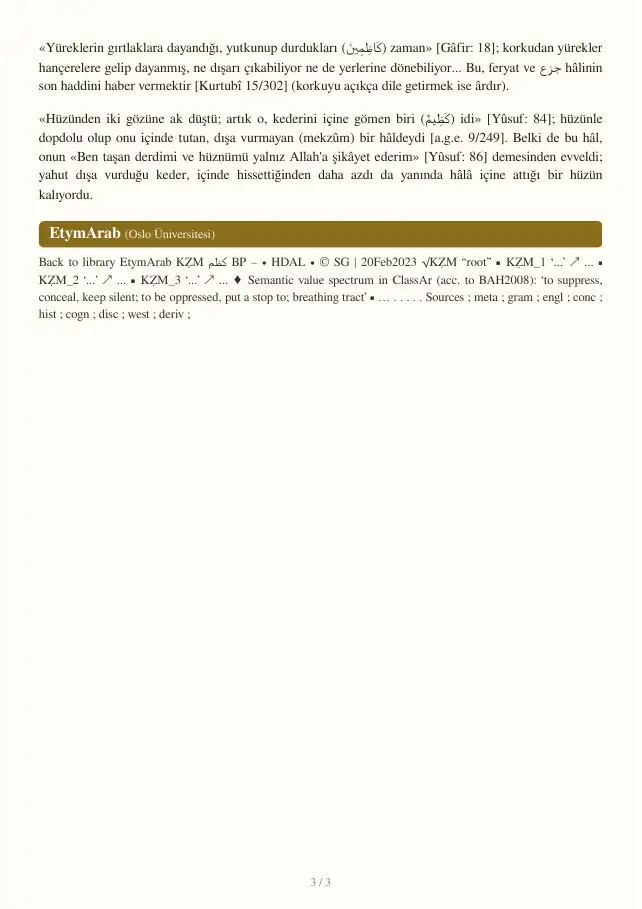 «Yüreklerin gırtlaklara dayandığı, yutkunup durdukları (كَاظِمِينَ) zaman» [Gâfir: 18]; korkudan yürekler
hançerelere gelip dayanmış, ne dışarı çıkabiliyor ne de yerlerine dönebiliyor... Bu, feryat ve جزع hâlinin
son haddini haber vermektir [Kurtubî 15/302] (korkuyu açıkça dile getirmek ise ârdır).
«Hüzünden iki gözüne ak düştü; artık o, kederini içine gömen biri (كَظِيمٌ) idi» [Yûsuf: 84]; hüzünle
dopdolu olup onu içinde tutan, dışa vurmayan (mekzûm) bir hâldeydi [a.g.e. 9/249]. Belki de bu hâl,
onun «Ben taşan derdimi ve hüznümü yalnız Allah'a şikâyet ederim» [Yûsuf: 86] demesinden evveldi;
yahut dışa vurduğu keder, içinde hissettiğinden daha azdı da yanında hâlâ içine attığı bir hüzün
kalıyordu.
EtymArab (Oslo Üniversitesi)
Back to library EtymArab KẒM كظم BP – • HDAL • © SG | 20Feb2023 √KẒM “root” ▪ KẒM_1 ‘...’ ↗ ... ▪
KẒM_2 ‘...’ ↗ ... ▪ KẒM_3 ‘...’ ↗ ... ♦ Semantic value spectrum in ClassAr (acc. to BAH2008): ‘to suppress,
conceal, keep silent; to be oppressed, put a stop to; breathing tract’ ▪ … . . . . . Sources ; meta ; gram ; engl ; conc ;
hist ; cogn ; disc ; west ; deriv ;
3 / 3